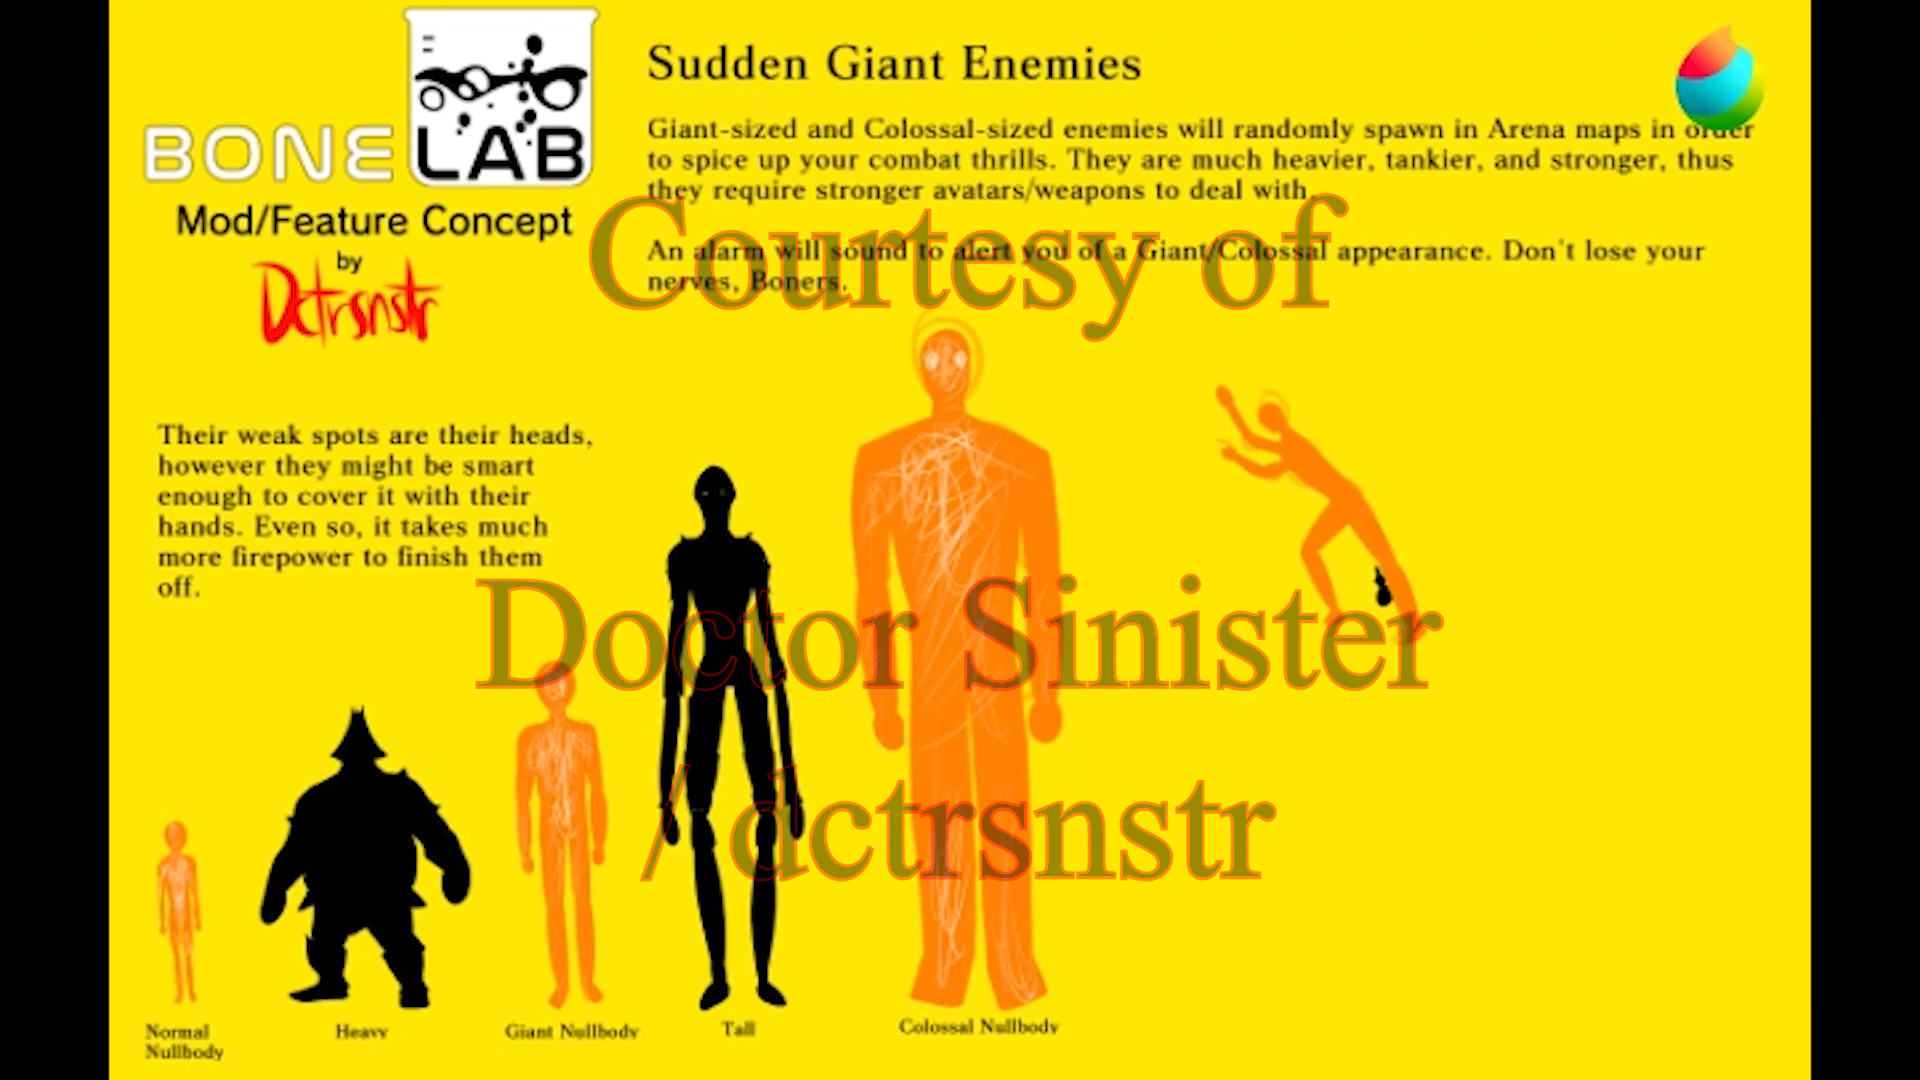 BONELAB
Mod/Feature Concept
by
Dctrsnstr
Sudden Giant Enemies
Giant-sized and Colossal-sized enemies will randomly spawn in Arena maps in order
to spice up your combat thrills. They are much heavier, tankier, and stronger, thus
they require stronger avatars/weapons to deal with.
An alarm will sound to alert you of a Giant/Colossal appearance. Don't lose your
nerves, Boners.
Courtesy of
Doctor Sinister
/ dctrsnstr
Their weak spots are their heads,
however they might be smart
enough to cover it with their
hands. Even so, it takes much
more firepower to finish them
off.
Normal
Nullbody
Heavy
Giant Nullbody
Tall
Colossal Nullbody